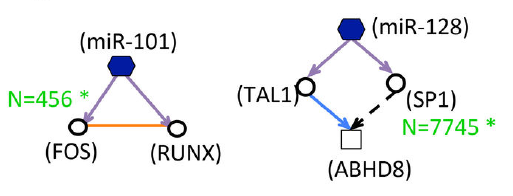 (miR-101)
N=456 *
(FOS)
(RUNX)
(miR-128)
(TAL1)
(SP1)
N=7745 *
(ABHD8)